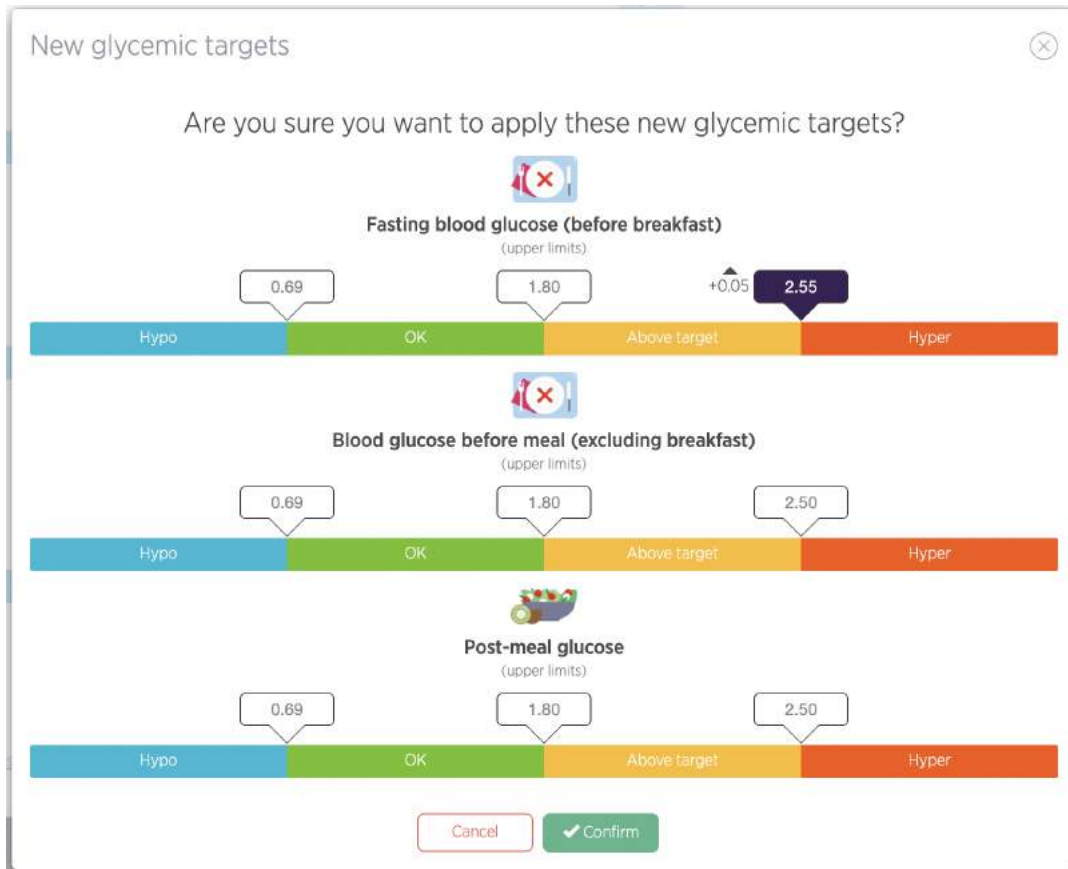 New glycemic targets
Are you sure you want to apply these new glycemic targets?
Fasting blood glucose (before breakfast)
(upper limits)
0.69 1.80 +0.05 2.55
Hypo OK Above target Hyper
Blood glucose before meal (excluding breakfast)
(upper limits)
0.69 1.80 2.50
Hypo OK Above target Hyper
Post-meal glucose
(upper limits)
0.69 1.80 2.50
Hypo OK Above target Hyper
Cancel Confirm